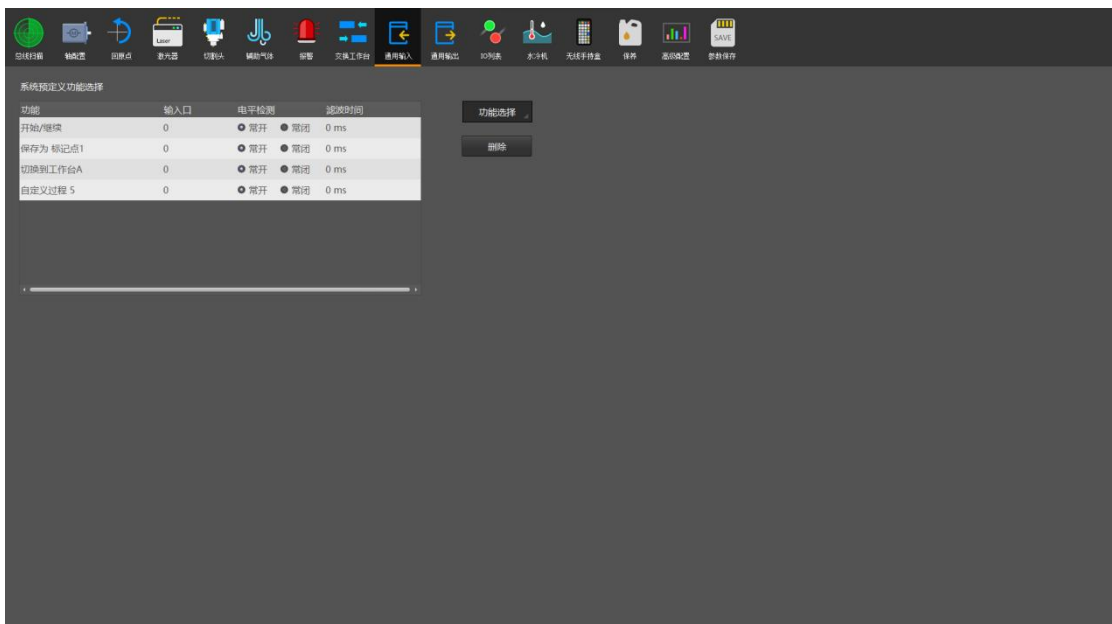 总线扫描 轴配置 回原点 激光器 切割头 辅助气体 报警 交换工作台 通用输入 通用输出 IO列表 水冷机 无线手持盒 保养 高级配置 参数保存
Laser
SAVE
系统预定义功能选择
功能 输入口 电平检测 滤波时间
开始/继续 0 常开 常闭 0 ms
保存为 标记点1 0 常开 常闭 0 ms
切换到工作台A 0 常开 常闭 0 ms
自定义过程 5 0 常开 常闭 0 ms
功能选择
删除